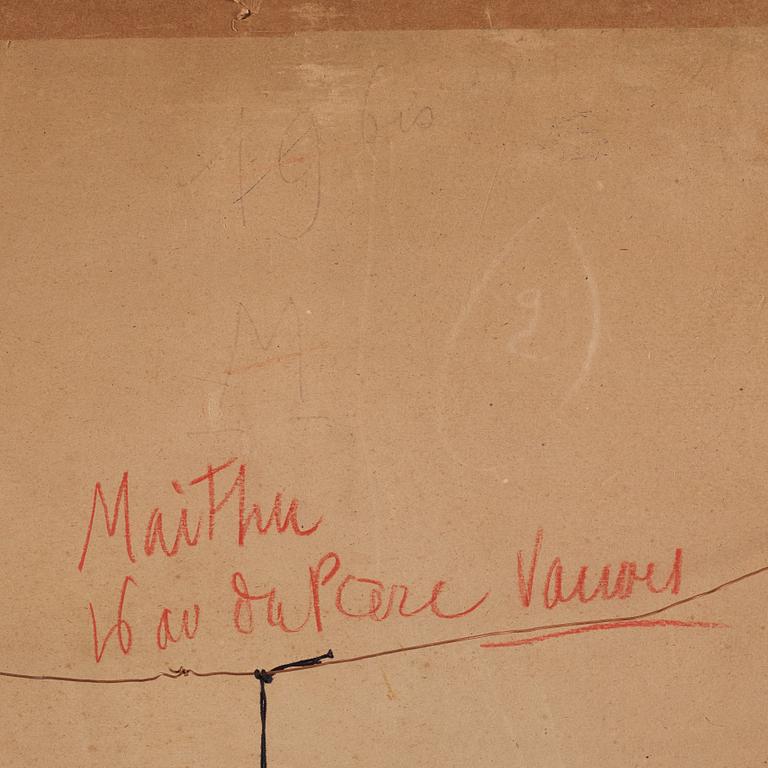 19 bis
M
2
MaiThu
16 av du Parc Vanves